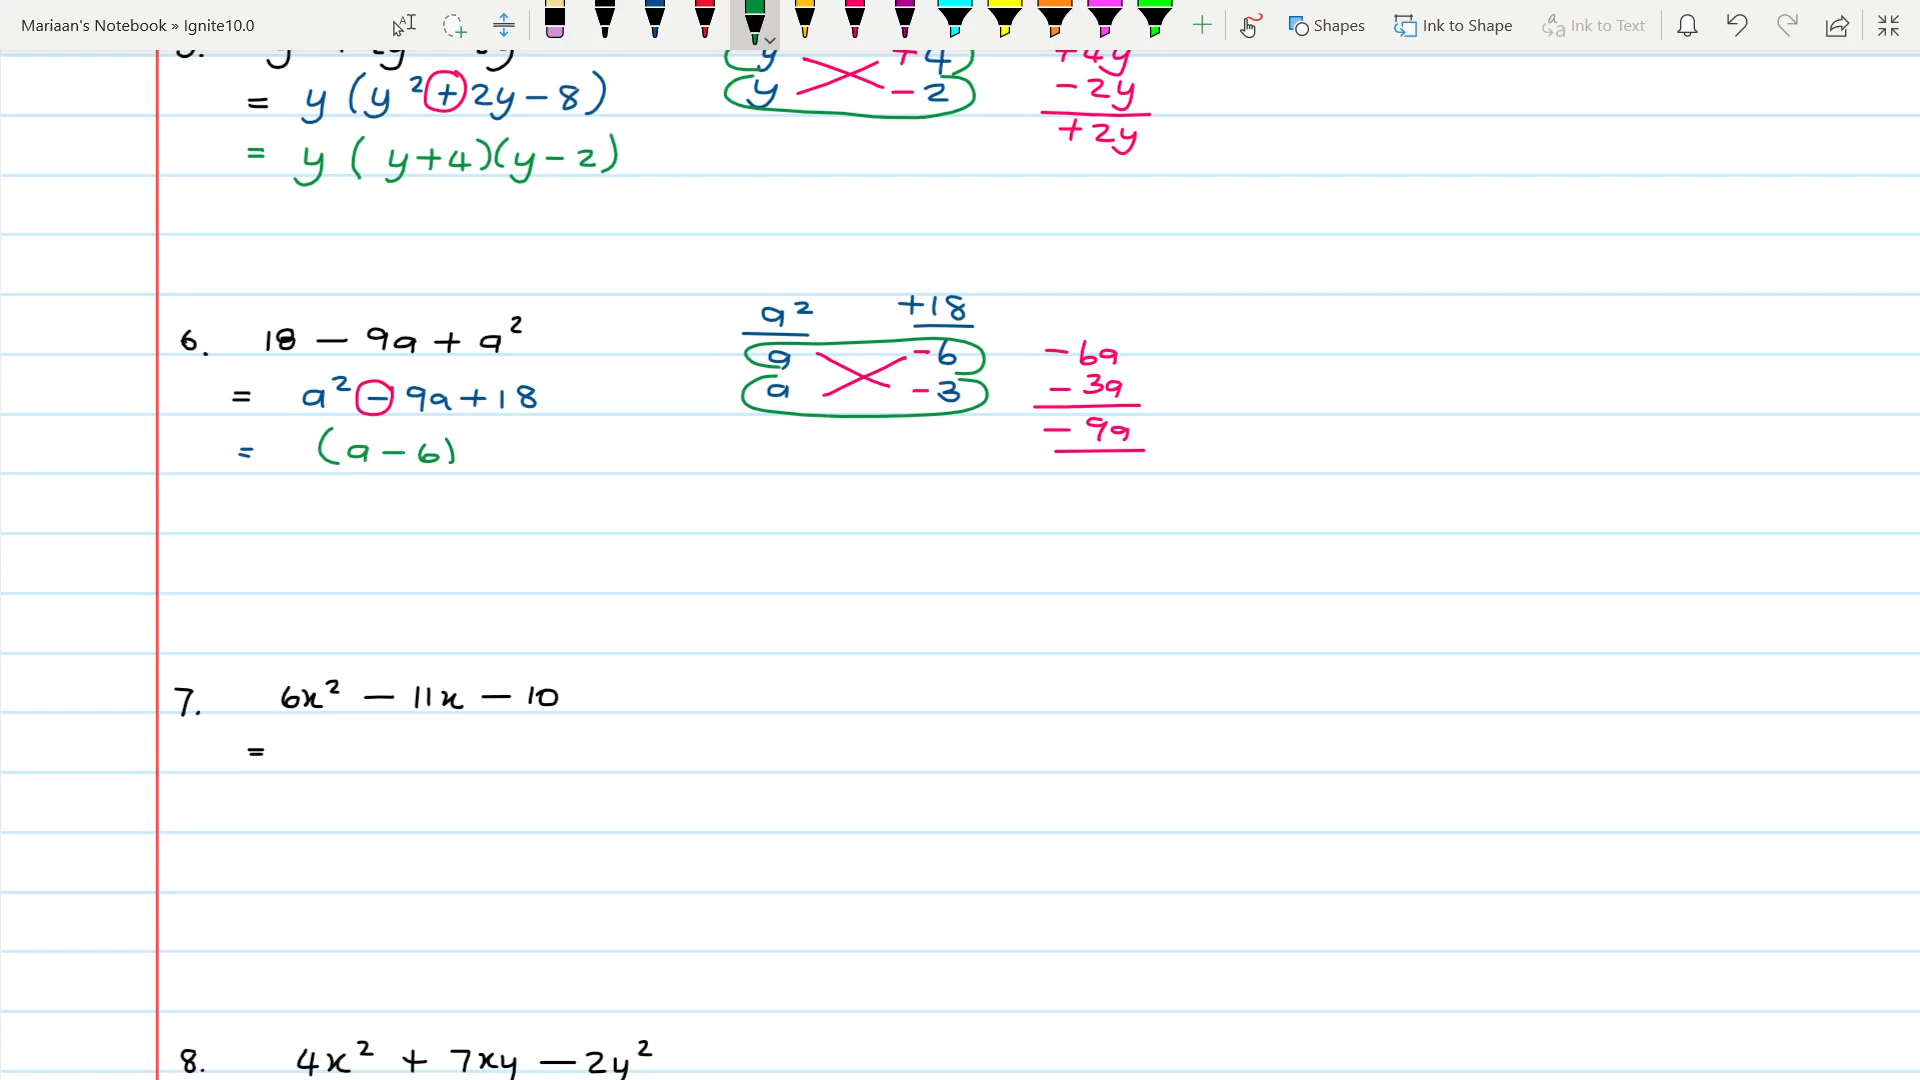 Mariaan's Notebook » Ignite10.0
Shapes
Ink to Shape
Ink to Text
= y (y² + 2y - 8)
= y ( y+4)(y - 2)
y +4
y - 2
+4y
- 2y
+ 2y
6. 18 - 9a + a²
= a² - 9a + 18
= (a - 6)
a² +18
a - 6
a - 3
- 6a
- 3a
- 9a
7. 6x² - 11x - 10
=
8. 4x² + 7xy - 2y²